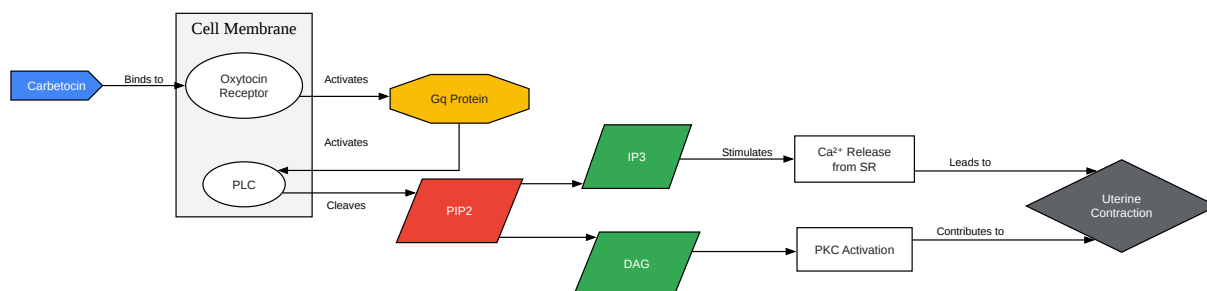 Cell Membrane
Carbetocin
Binds to
Oxytocin
Receptor
Activates
Gq Protein
Activates
PLC
Cleaves
PIP2
IP3
Stimulates
Ca²⁺ Release
from SR
Leads to
DAG
PKC Activation
Contributes to
Uterine
Contraction